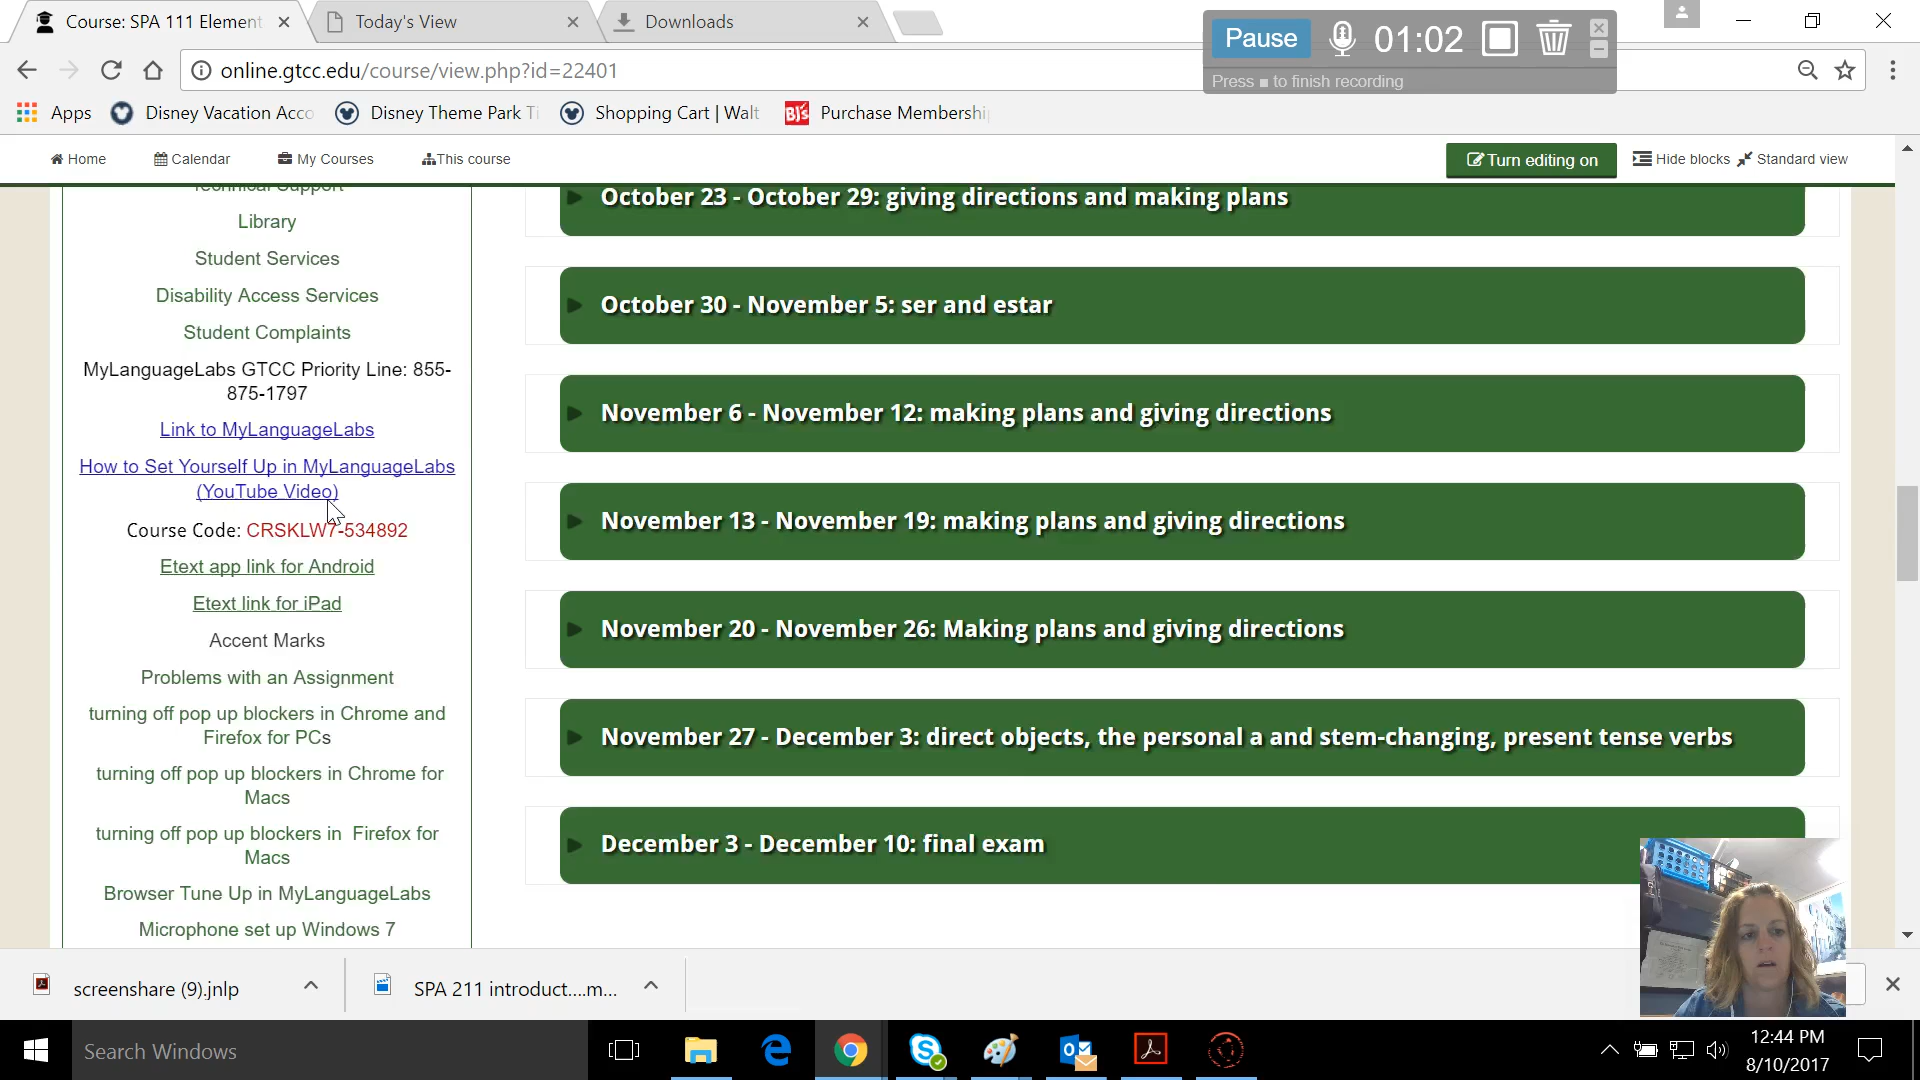 Course: SPA 111 Element
Today's View
Downloads
Pause
01:02
Press ■ to finish recording
online.gtcc.edu/course/view.php?id=22401
Apps
Disney Vacation Acco
Disney Theme Park Ti
Shopping Cart | Walt
BJ's
Purchase Membershi
Home
Calendar
My Courses
This course
Turn editing on
Hide blocks
Standard view
Technical Support
Library
Student Services
Disability Access Services
Student Complaints
MyLanguageLabs GTCC Priority Line: 855-
875-1797
Link to MyLanguageLabs
How to Set Yourself Up in MyLanguageLabs
(YouTube Video)
Course Code: CRSKLW7-534892
Etext app link for Android
Etext link for iPad
Accent Marks
Problems with an Assignment
turning off pop up blockers in Chrome and
Firefox for PCs
turning off pop up blockers in Chrome for
Macs
turning off pop up blockers in  Firefox for
Macs
Browser Tune Up in MyLanguageLabs
Microphone set up Windows 7
October 23 - October 29: giving directions and making plans
October 30 - November 5: ser and estar
November 6 - November 12: making plans and giving directions
November 13 - November 19: making plans and giving directions
November 20 - November 26: Making plans and giving directions
November 27 - December 3: direct objects, the personal a and stem-changing, present tense verbs
December 3 - December 10: final exam
screenshare (9).jnlp
SPA 211 introduct....m...
Search Windows
12:44 PM
8/10/2017